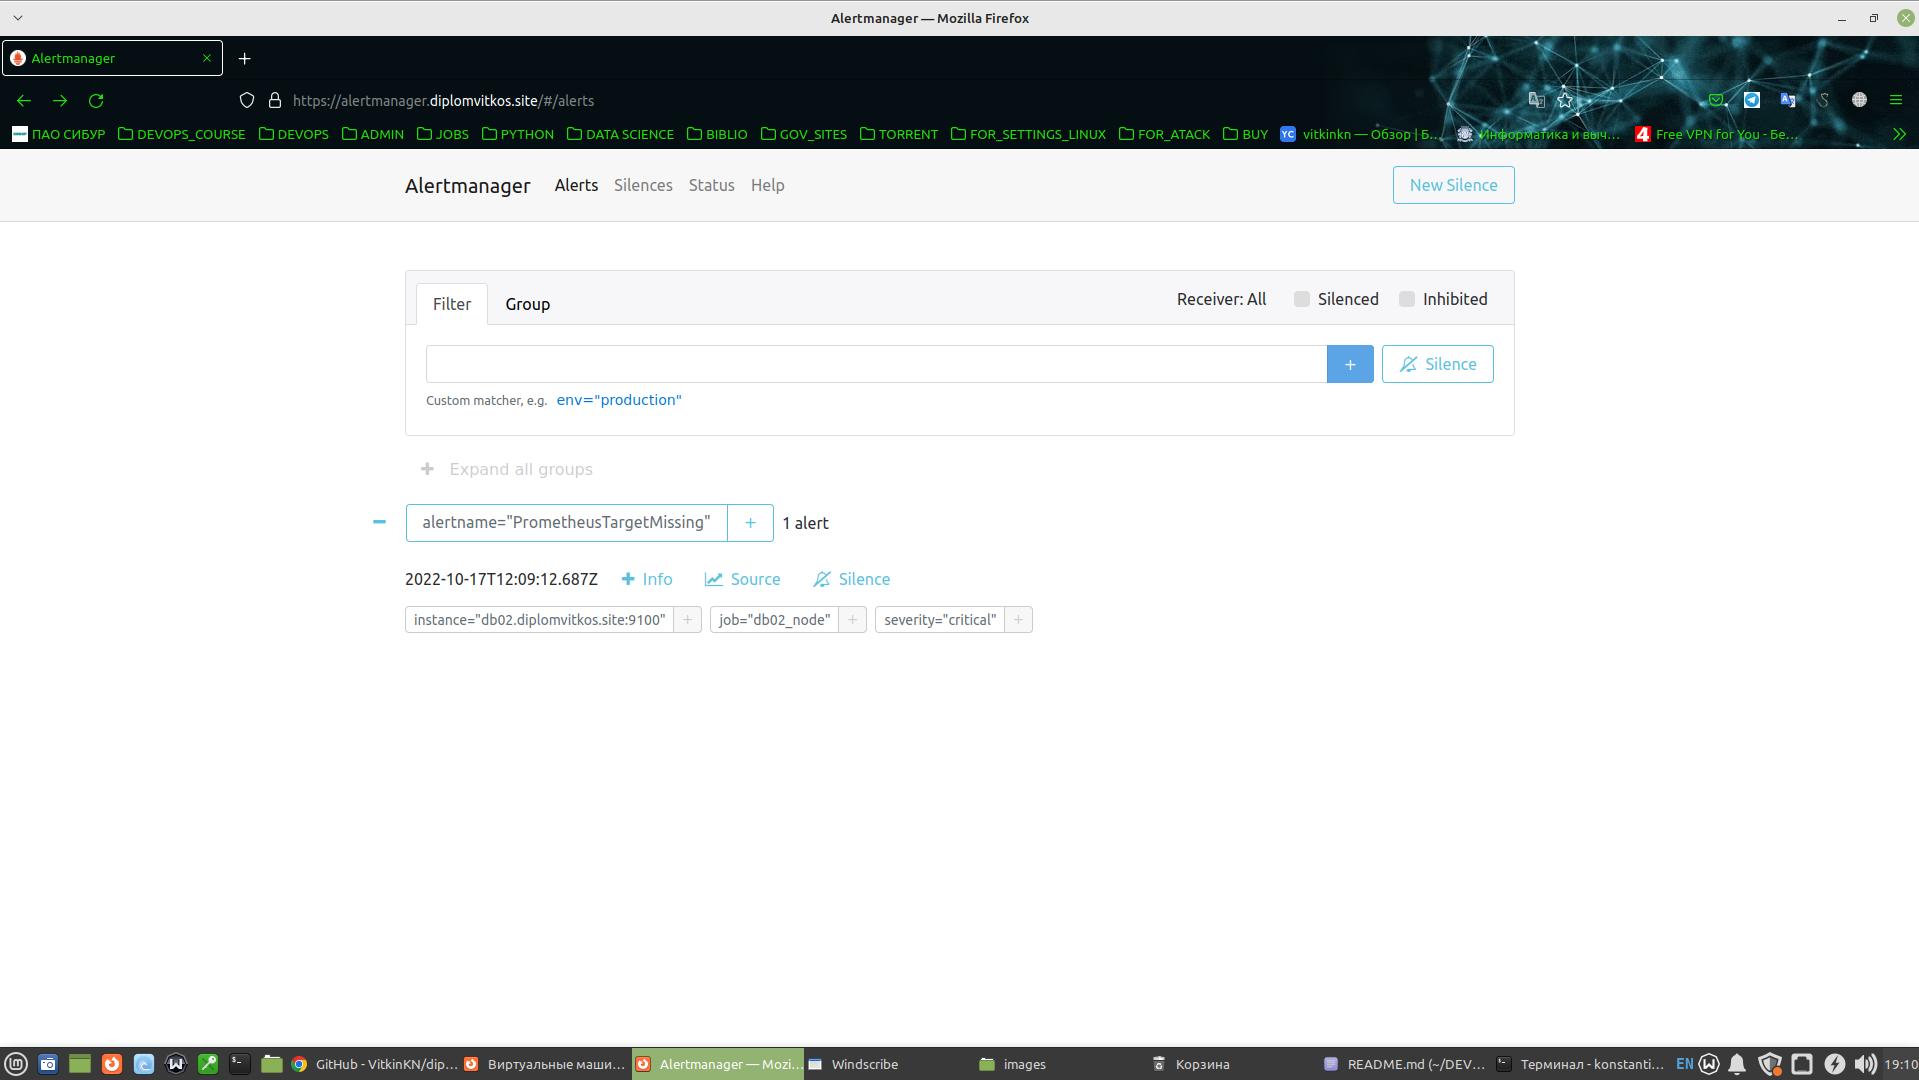 Alertmanager — Mozilla Firefox
Alertmanager
https://alertmanager.diplomvitkos.site/#/alerts
ПАО СИБУР DEVOPS_COURSE DEVOPS ADMIN JOBS PYTHON DATA SCIENCE BIBLIO GOV_SITES TORRENT FOR_SETTINGS_LINUX FOR_ATACK BUY YC vitkinkn — Обзор | Б... Информатика и выч... 4 Free VPN for You - Бе...
Alertmanager Alerts Silences Status Help New Silence
Filter Group Receiver: All Silenced Inhibited
+ Silence
Custom matcher, e.g. env="production"
+ Expand all groups
− alertname="PrometheusTargetMissing" + 1 alert
2022-10-17T12:09:12.687Z + Info Source Silence
instance="db02.diplomvitkos.site:9100" + job="db02_node" + severity="critical" +
GitHub - VitkinKN/dip... Виртуальные маши... Alertmanager — Mozi... Windscribe images Корзина README.md (~/DEV... Терминал - konstanti... EN 19:10